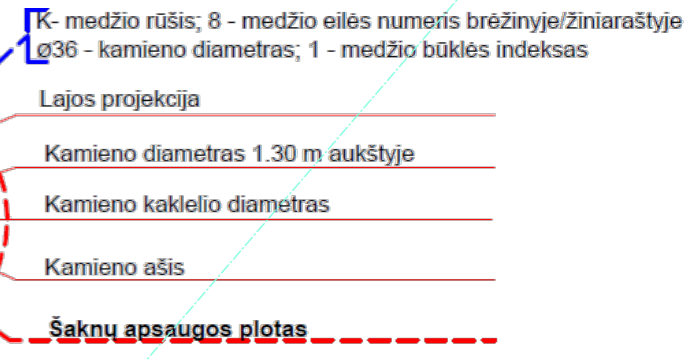 K- medžio rūšis; 8 - medžio eilės numeris brėžinyje/žiniaraštyje
ø36 - kamieno diametras; 1 - medžio būklės indeksas
Lajos projekcija
Kamieno diametras 1.30 m aukštyje
Kamieno kaklelio diametras
Kamieno ašis
Šaknų apsaugos plotas